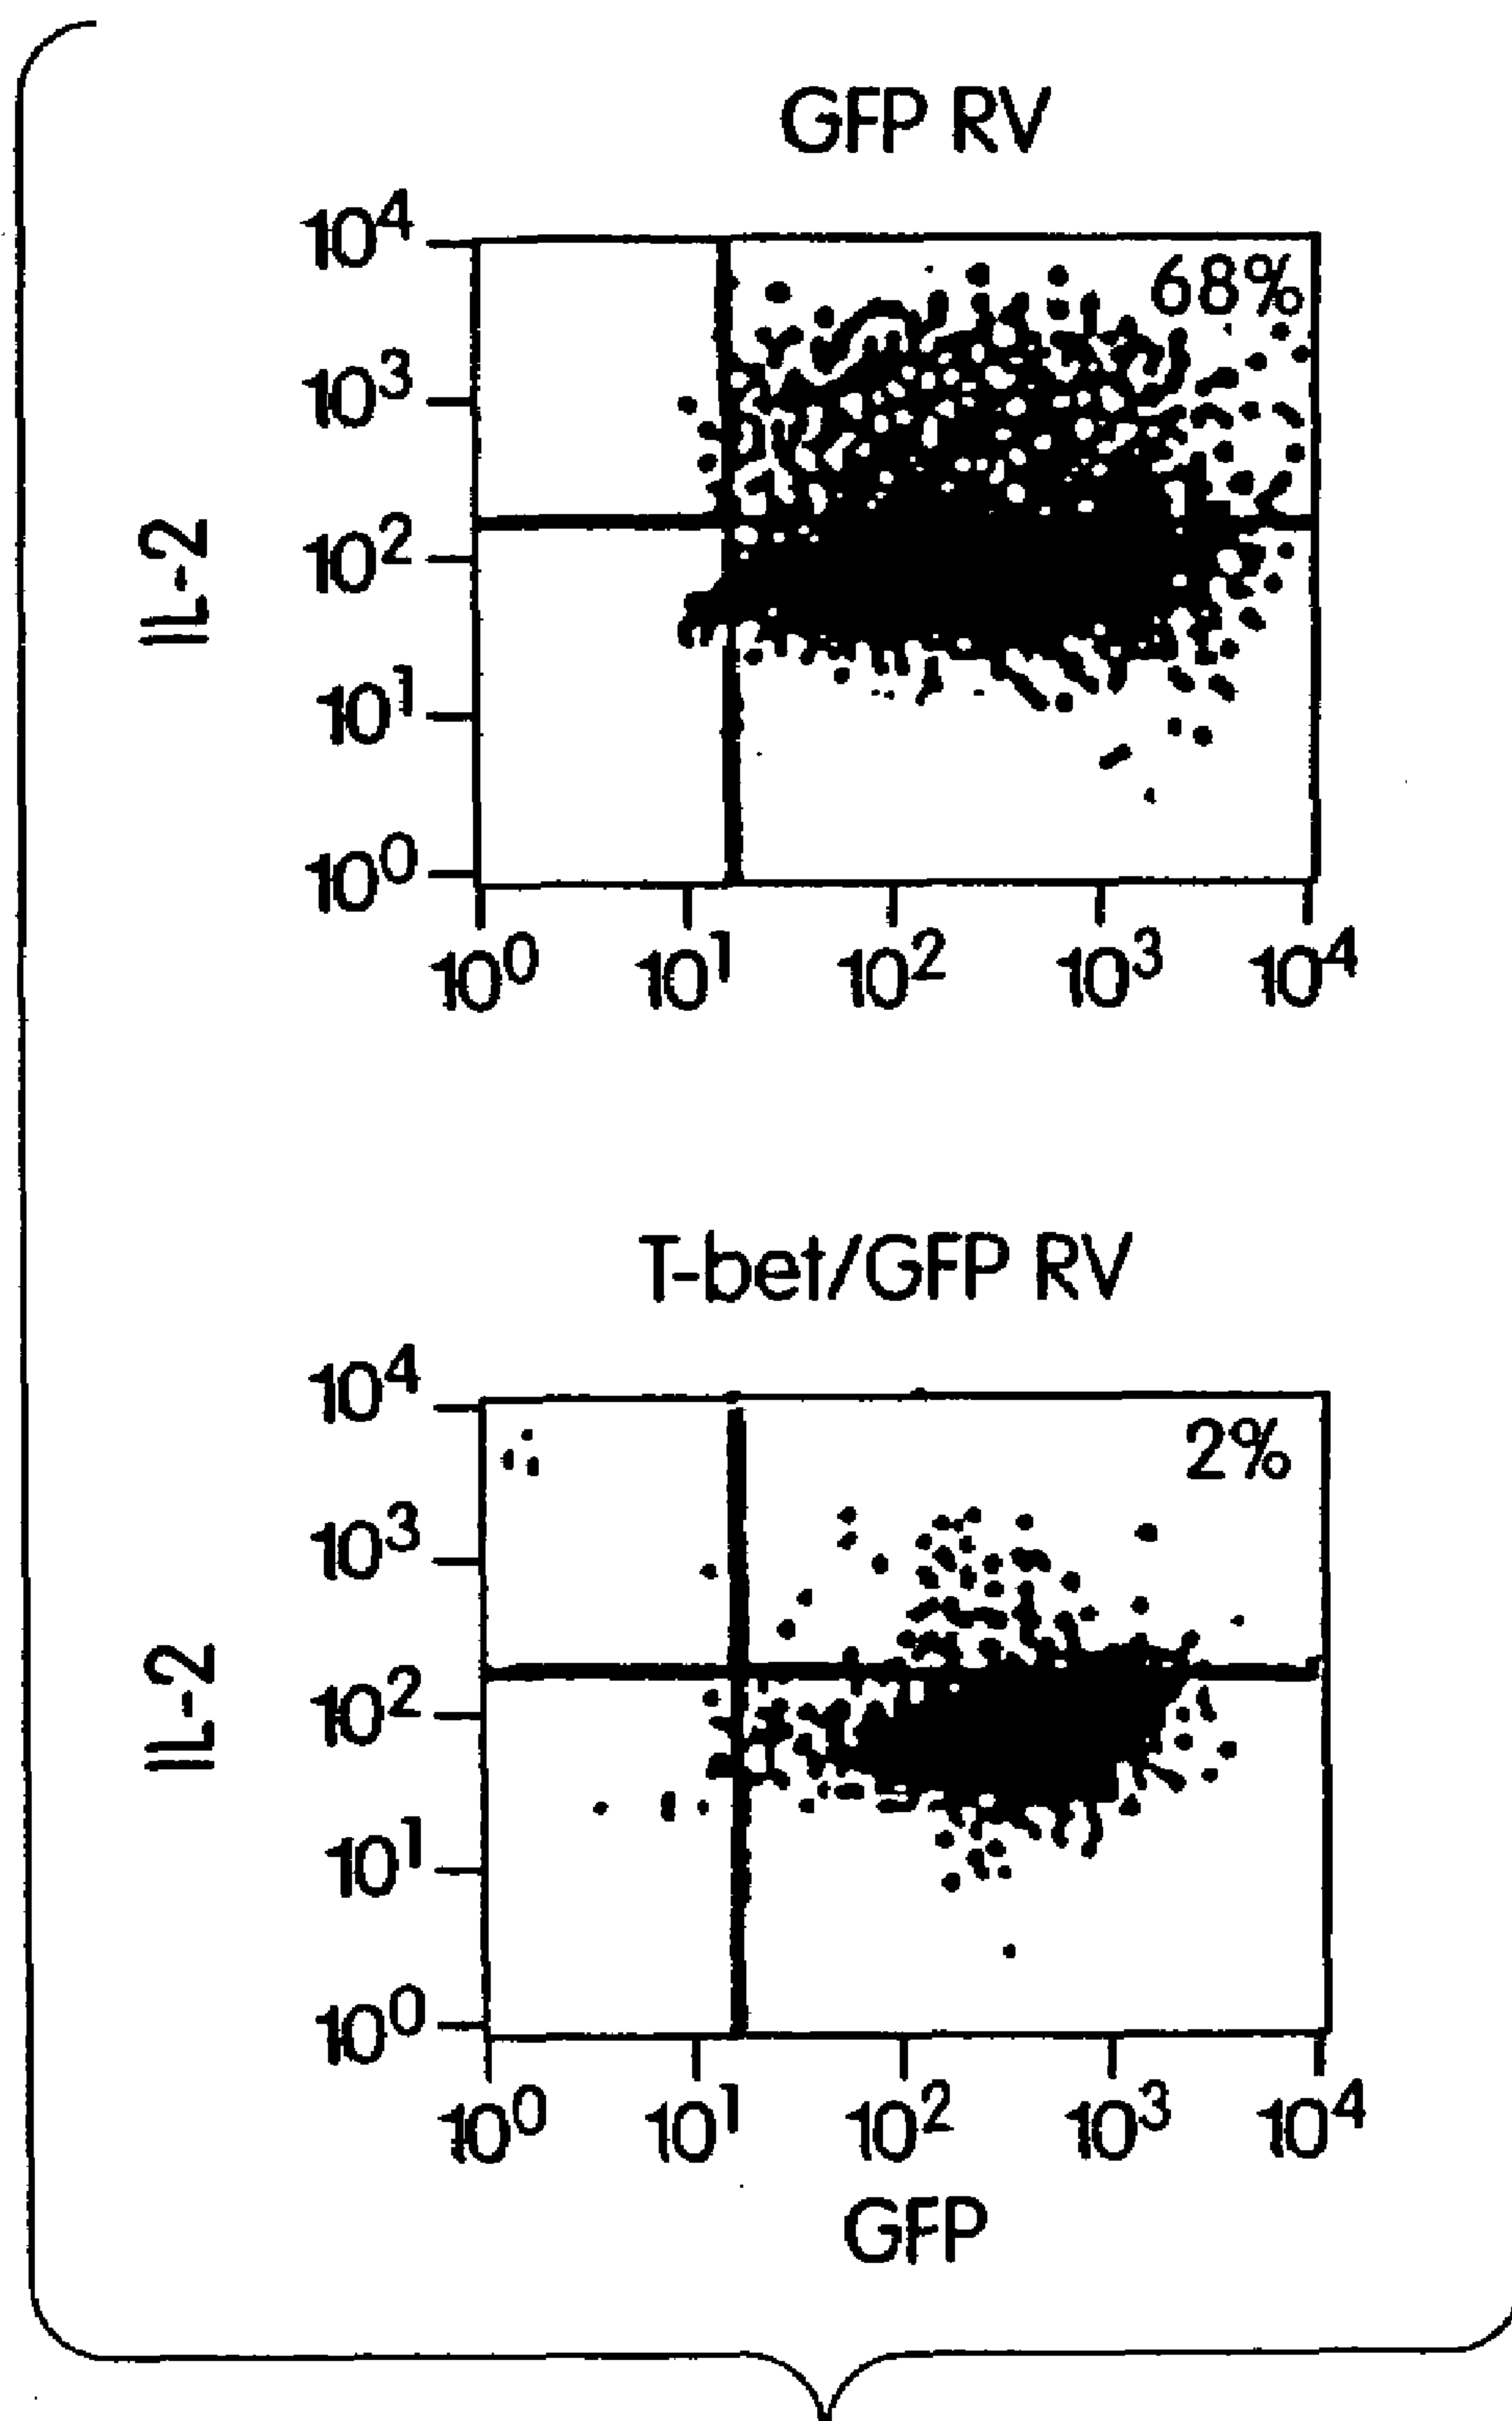 GFP RV
68%
10⁴
10³
10²
10¹
10⁰
IL-2
10⁰ 10¹ 10² 10³ 10⁴
T-bet/GFP RV
2%
10⁴
10³
10²
10¹
10⁰
IL-2
10⁰ 10¹ 10² 10³ 10⁴
GFP